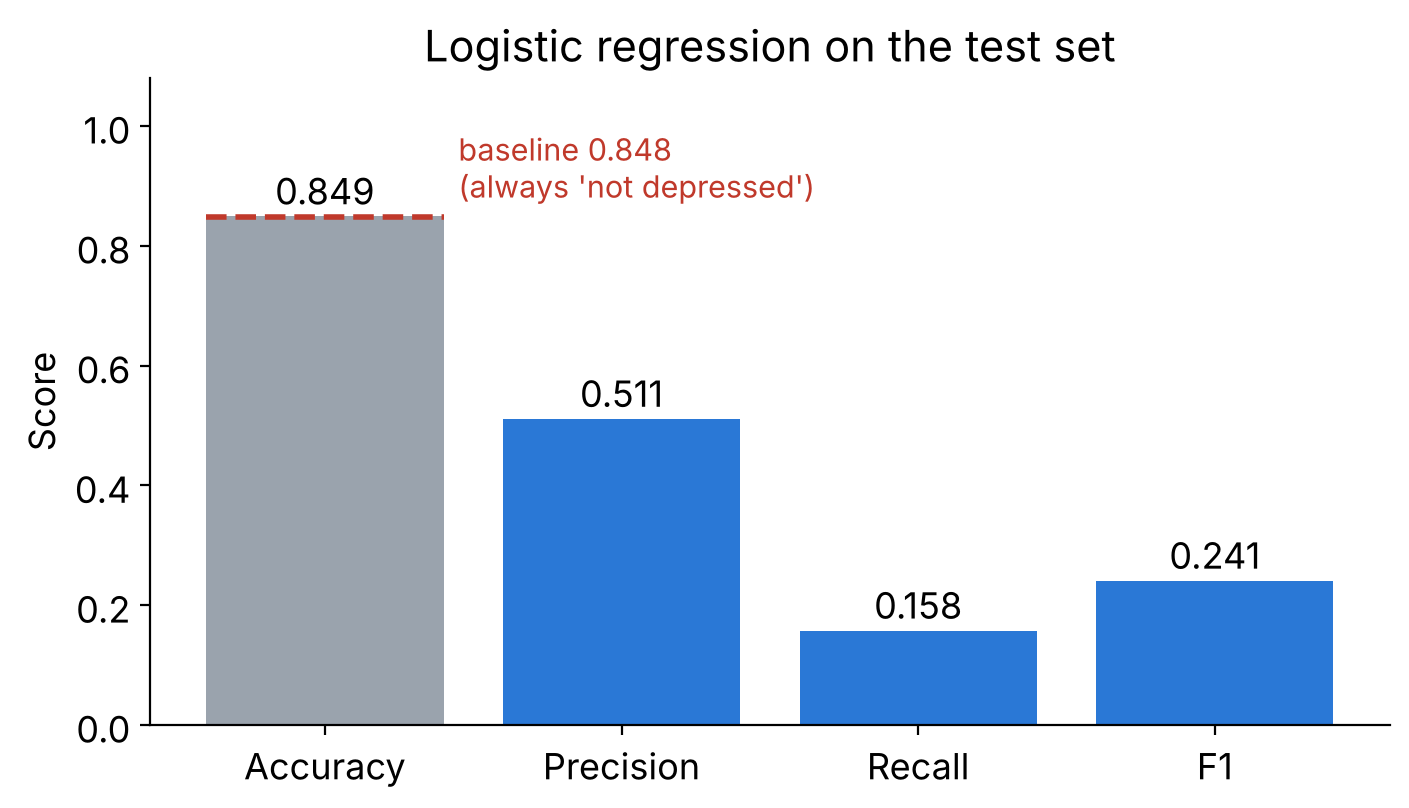 Logistic regression on the test set
baseline 0.848
(always 'not depressed')
Score
1.0
0.8
0.6
0.4
0.2
0.0
0.849
0.511
0.158
0.241
Accuracy
Precision
Recall
F1